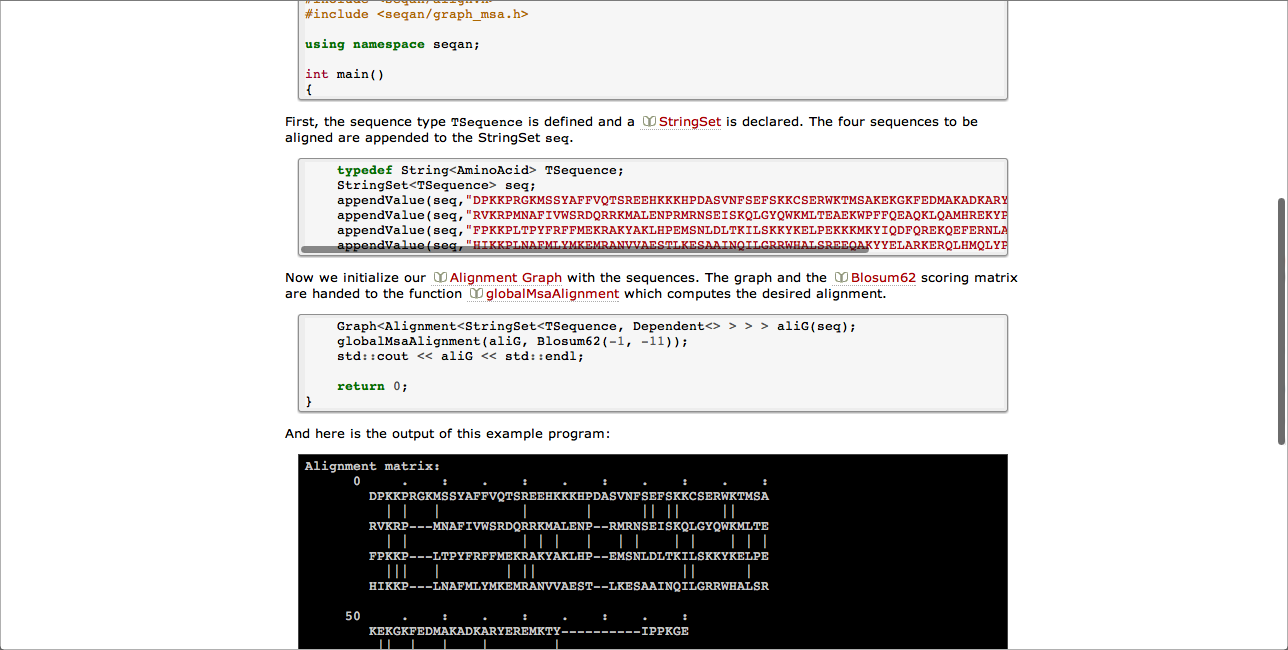 #include <seqan/align.h>
#include <seqan/graph_msa.h>
using namespace seqan;
int main()
{
First, the sequence type TSequence is defined and a StringSet is declared. The four sequences to be
aligned are appended to the StringSet seq.
typedef String<AminoAcid> TSequence;
StringSet<TSequence> seq;
appendValue(seq,"DPKKPRGKMSSYAFFVQTSREEHKKKHPDASVNFSEFSKKCSERWKTMSAKEKGKFEDMAKADKARY
appendValue(seq,"RVKRPMNAFIVWSRDQRRKMALENPRMRNSEISKQLGYQWKMLTEAEKWPFFQEAQKLQAMHREKYP
appendValue(seq,"FPKKPLTPYFRFFMEKRAKYAKLHPEMSNLDLTKILSKKYKELPEKKKMKYIQDFQREKQEFERNLA
appendValue(seq,"HIKKPLNAFMLYMKEMRANVVAESTLKESAAINQILGRRWHALSREEQAKYYELARKERQLHMQLYP
Now we initialize our Alignment Graph with the sequences. The graph and the Blosum62 scoring matrix
are handed to the function globalMsaAlignment which computes the desired alignment.
Graph<Alignment<StringSet<TSequence, Dependent<> > > > aliG(seq);
globalMsaAlignment(aliG, Blosum62(-1, -11));
std::cout << aliG << std::endl;
return 0;
}
And here is the output of this example program:
Alignment matrix:
0 . : . : . : . : . :
DPKKPRGKMSSYAFFVQTSREEHKKKHPDASVNFSEFSKKCSERWKTMSA
| | | | | || || ||
RVKRP---MNAFIVWSRDQRRKMALENP--RMRNSEISKQLGYQWKMLTE
| | | | | | | | | | | | |
FPKKP---LTPYFRFFMEKRAKYAKLHP--EMSNLDLTKILSKKYKELPE
||| | | || || |
HIKKP---LNAFMLYMKEMRANVVAEST--LKESAAINQILGRRWHALSR
50 . : . : . : . :
KEKGKFEDMAKADKARYEREMKTY----------IPPKGE
|| | | | |